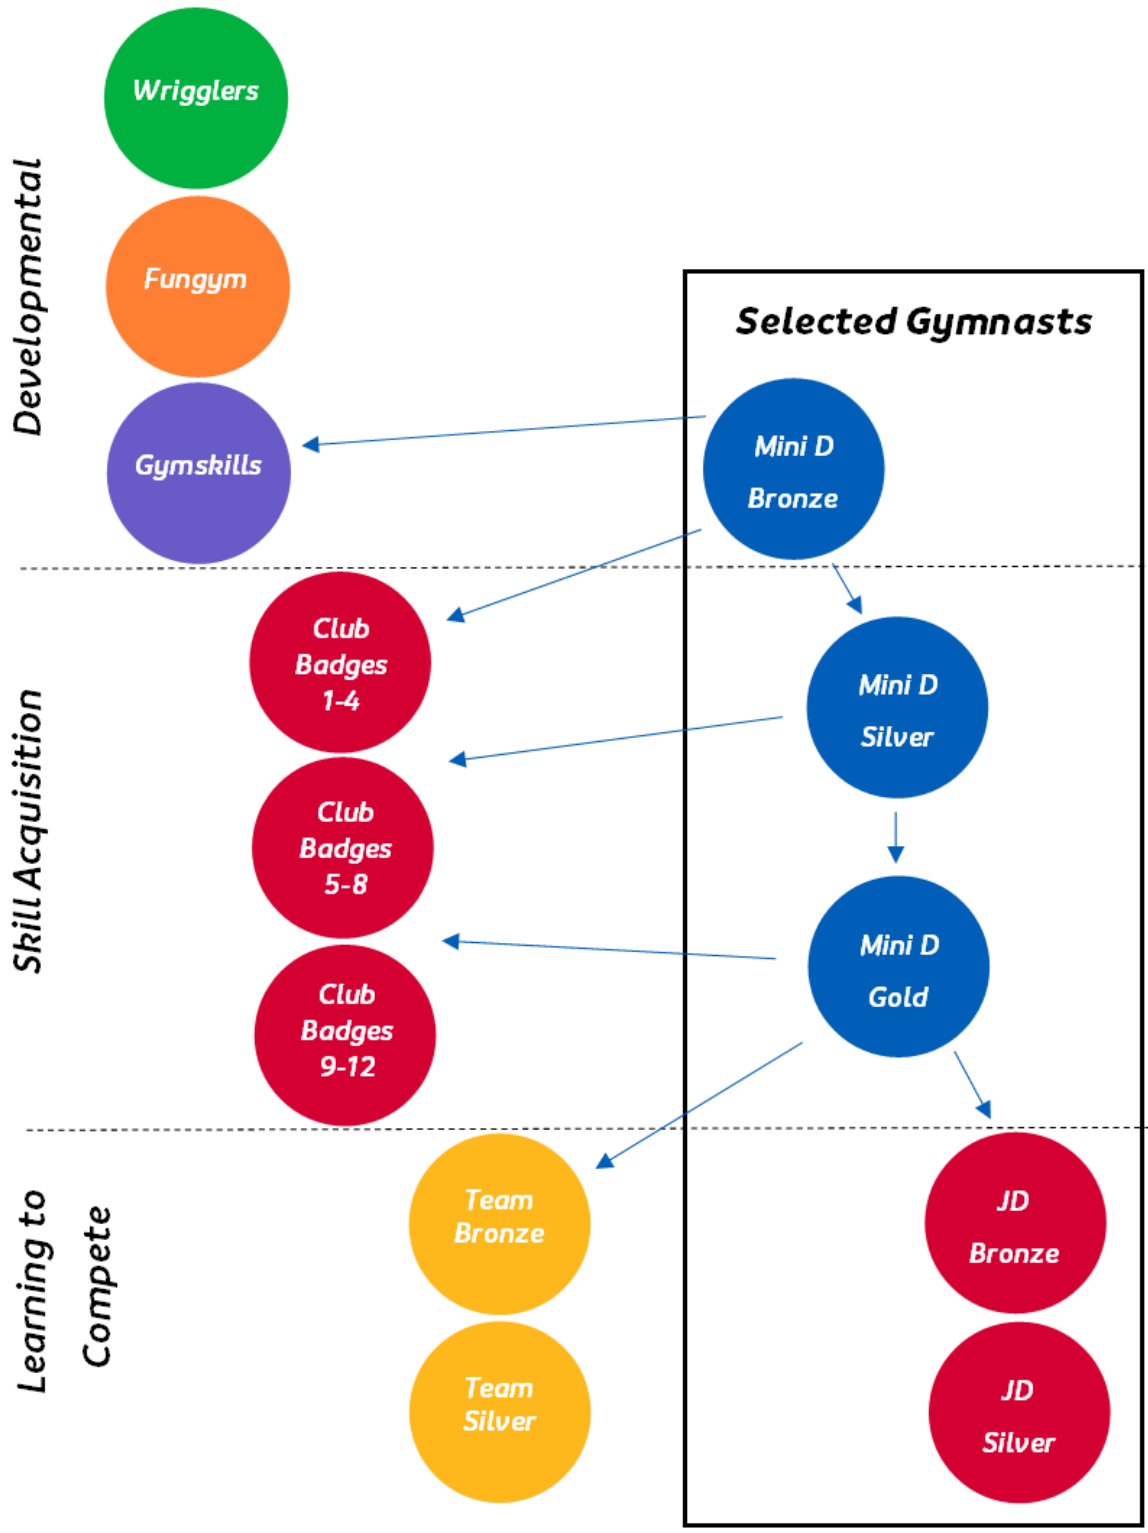 Developmental
Wrigglers
Fungym
Gymskills
Selected Gymnasts
Mini D
Bronze
Skill Acquisition
Club
Badges
1-4
Club
Badges
5-8
Club
Badges
9-12
Mini D
Silver
Mini D
Gold
Learning to
Compete
Team
Bronze
Team
Silver
JD
Bronze
JD
Silver